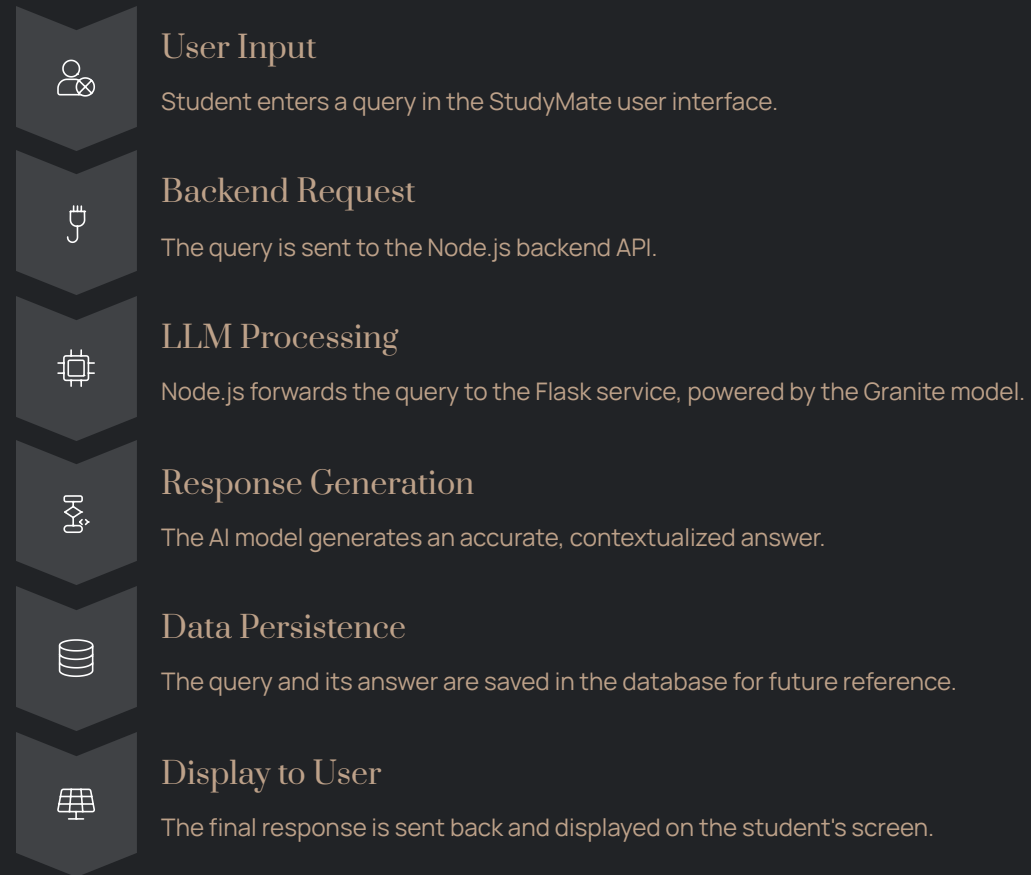 User Input
Student enters a query in the StudyMate user interface.
Backend Request
The query is sent to the Node.js backend API.
LLM Processing
Node.js forwards the query to the Flask service, powered by the Granite model.
Response Generation
The AI model generates an accurate, contextualized answer.
Data Persistence
The query and its answer are saved in the database for future reference.
Display to User
The final response is sent back and displayed on the student's screen.